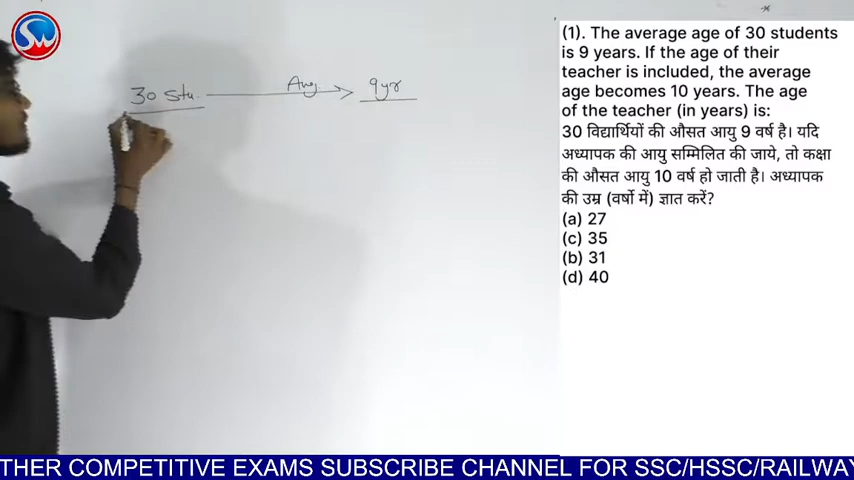 SW
30 Stu. Avg. 9yr
(1). The average age of 30 students
is 9 years. If the age of their
teacher is included, the average
age becomes 10 years. The age
of the teacher (in years) is:
30 विद्यार्थियों की औसत आयु 9 वर्ष है। यदि
अध्यापक की आयु सम्मिलित की जाये, तो कक्षा
की औसत आयु 10 वर्ष हो जाती है। अध्यापक
की उम्र (वर्षो में) ज्ञात करें?
(a) 27
(c) 35
(b) 31
(d) 40
THER COMPETITIVE EXAMS SUBSCRIBE CHANNEL FOR SSC/HSSC/RAILWAY